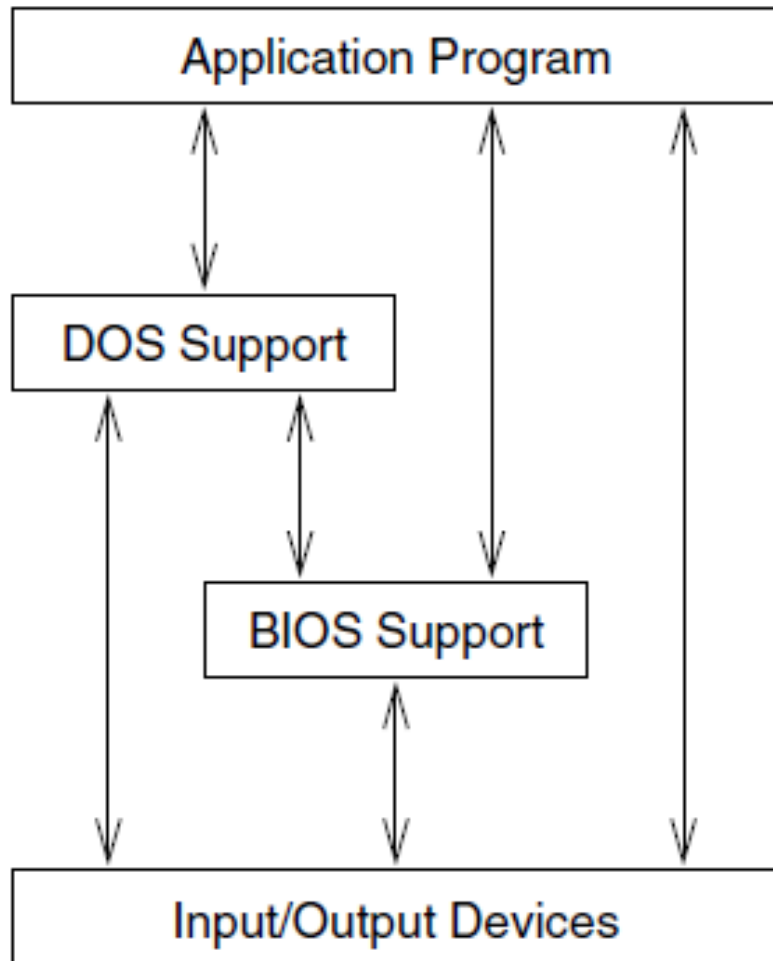 Application Program
DOS Support
BIOS Support
Input/Output Devices